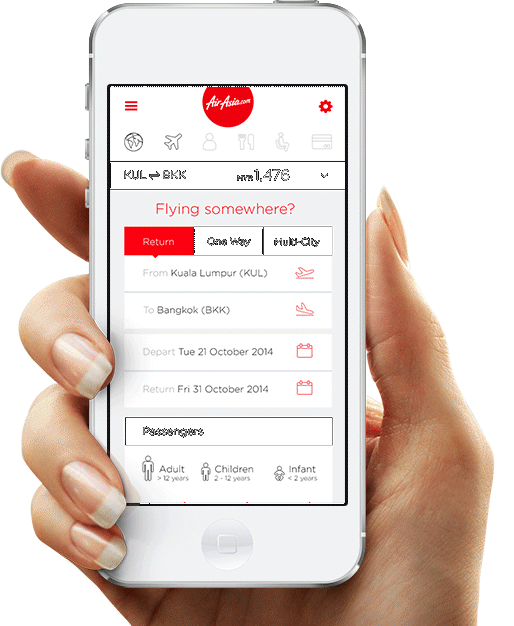 AirAsia.com
KUL ⇌ BKK MYR 1,476
Flying somewhere?
Return One Way Multi-City
From Kuala Lumpur (KUL)
To Bangkok (BKK)
Depart Tue 21 October 2014
Return Fri 31 October 2014
Passengers
Adult Children Infant
> 12 years 2 - 12 years < 2 years